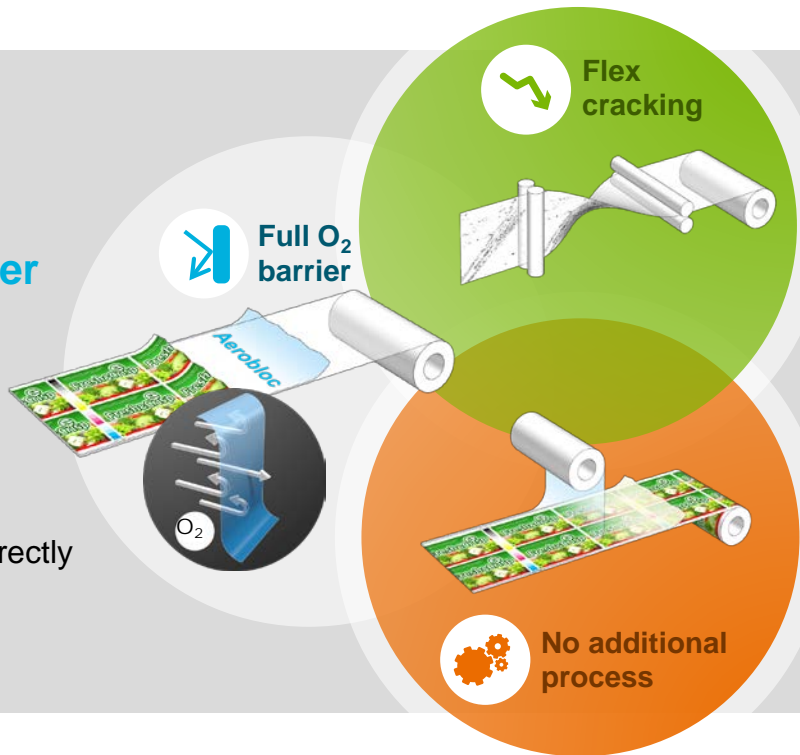 Flex
cracking
Full O₂
barrier
er
Aerobloc
O₂
rectly
No additional
process